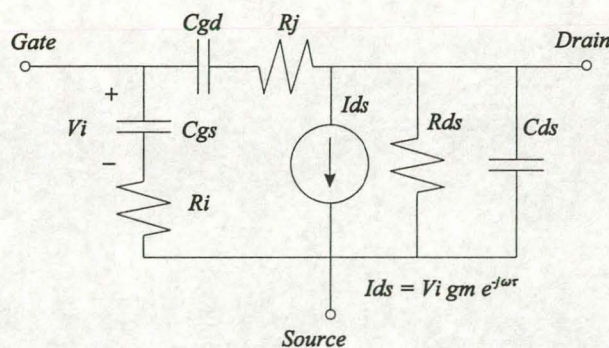 Cgd
Rj
Gate
Drain
+
Ids
Vi
Cgs
Rds
Cds
−
Ri
Ids = Vi gm e^-jωτ
Source